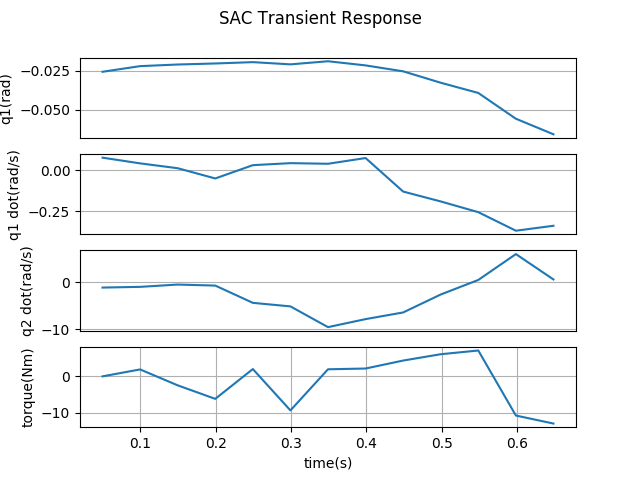 SAC Transient Response
q1(rad)
−0.025
−0.050
q1 dot(rad/s)
0.00
−0.25
q2 dot(rad/s)
0
−10
torque(Nm)
0
−10
0.1 0.2 0.3 0.4 0.5 0.6
time(s)